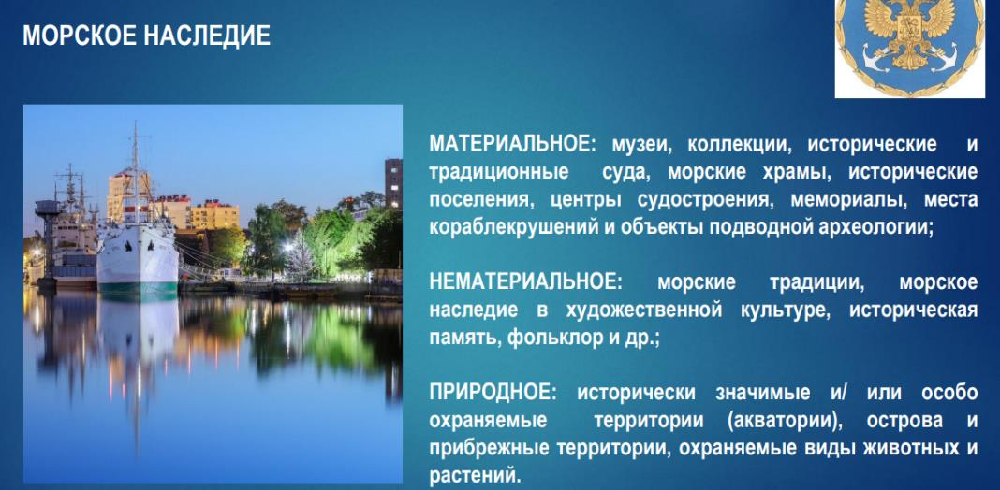 МОРСКОЕ НАСЛЕДИЕ
МАТЕРИАЛЬНОЕ: музеи, коллекции, исторические и
традиционные суда, морские храмы, исторические
поселения, центры судостроения, мемориалы, места
кораблекрушений и объекты подводной археологии;
НЕМАТЕРИАЛЬНОЕ: морские традиции, морское
наследие в художественной культуре, историческая
память, фольклор и др.;
ПРИРОДНОЕ: исторически значимые и/ или особо
охраняемые территории (акватории), острова и
прибрежные территории, охраняемые виды животных и
растений.